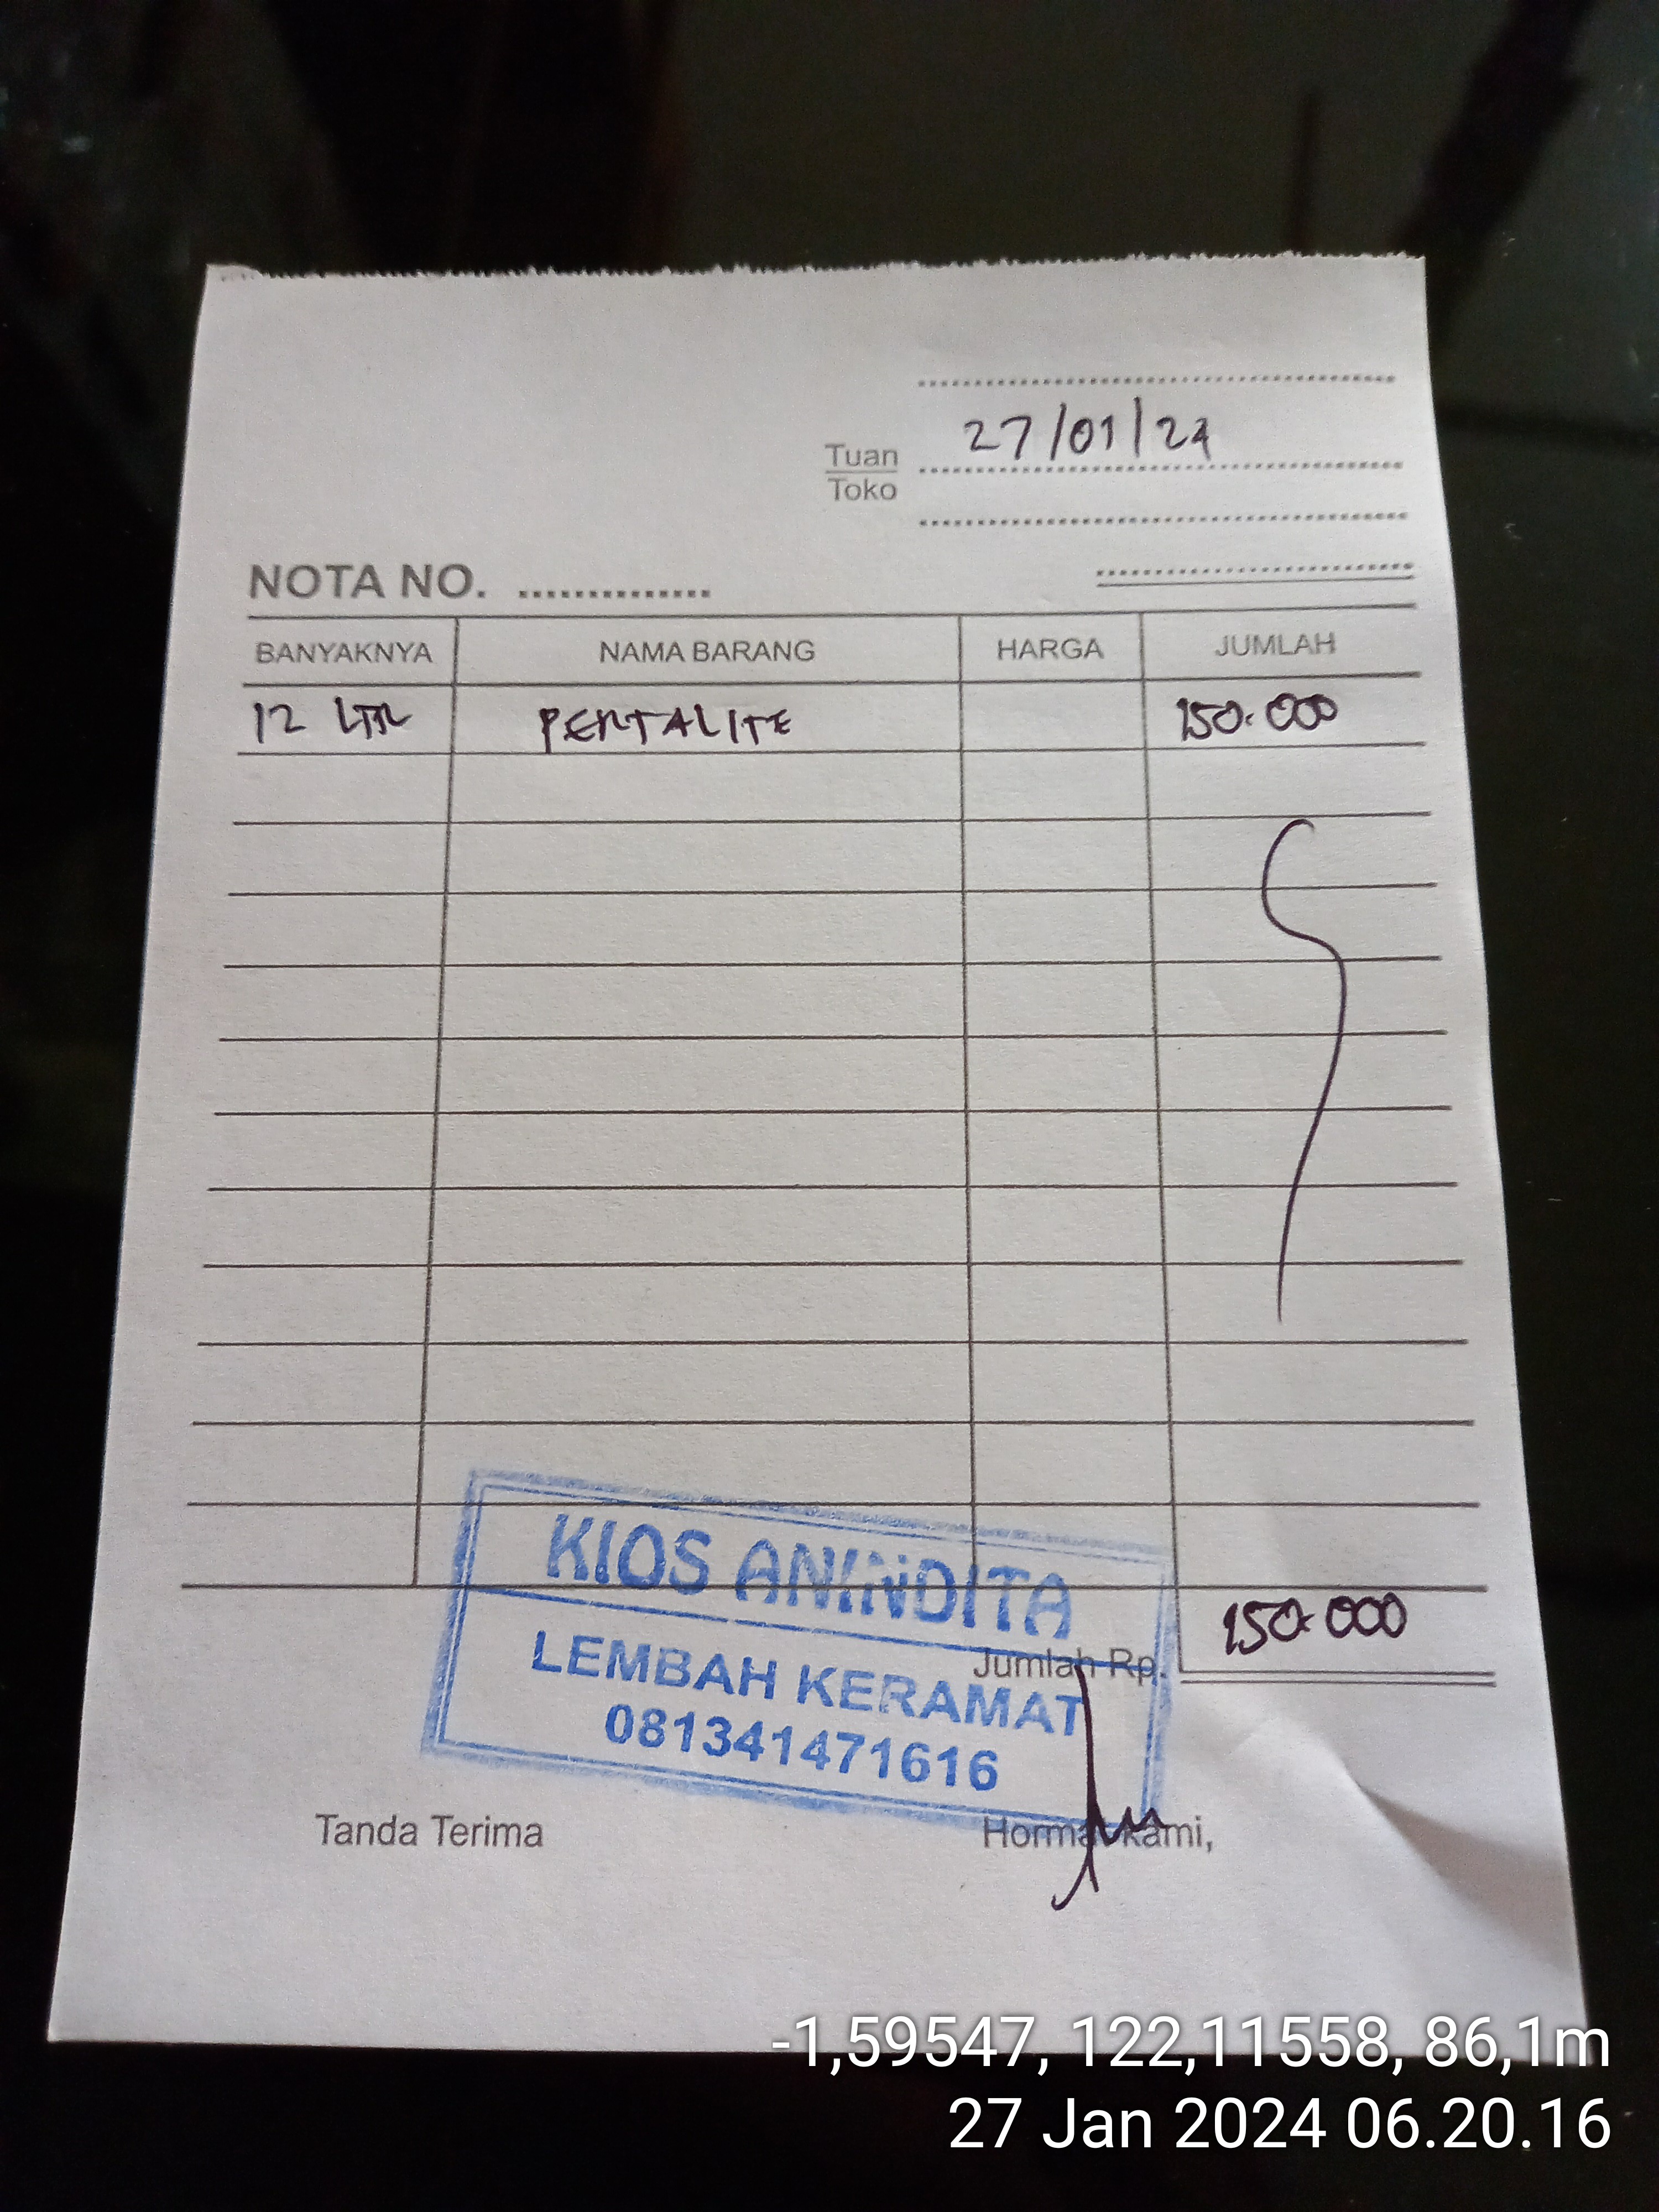 27/01/24
Tuan
Toko
NOTA NO. ..............
BANYAKNYA NAMA BARANG HARGA JUMLAH
12 LTR PERTALITE 150.000
KIOS ANINDITA
150.000
Jumlah Rp.
LEMBAH KERAMAT
081341471616
Tanda Terima Hormat kami,
-1,59547, 122,11558, 86,1m
27 Jan 2024 06.20.16